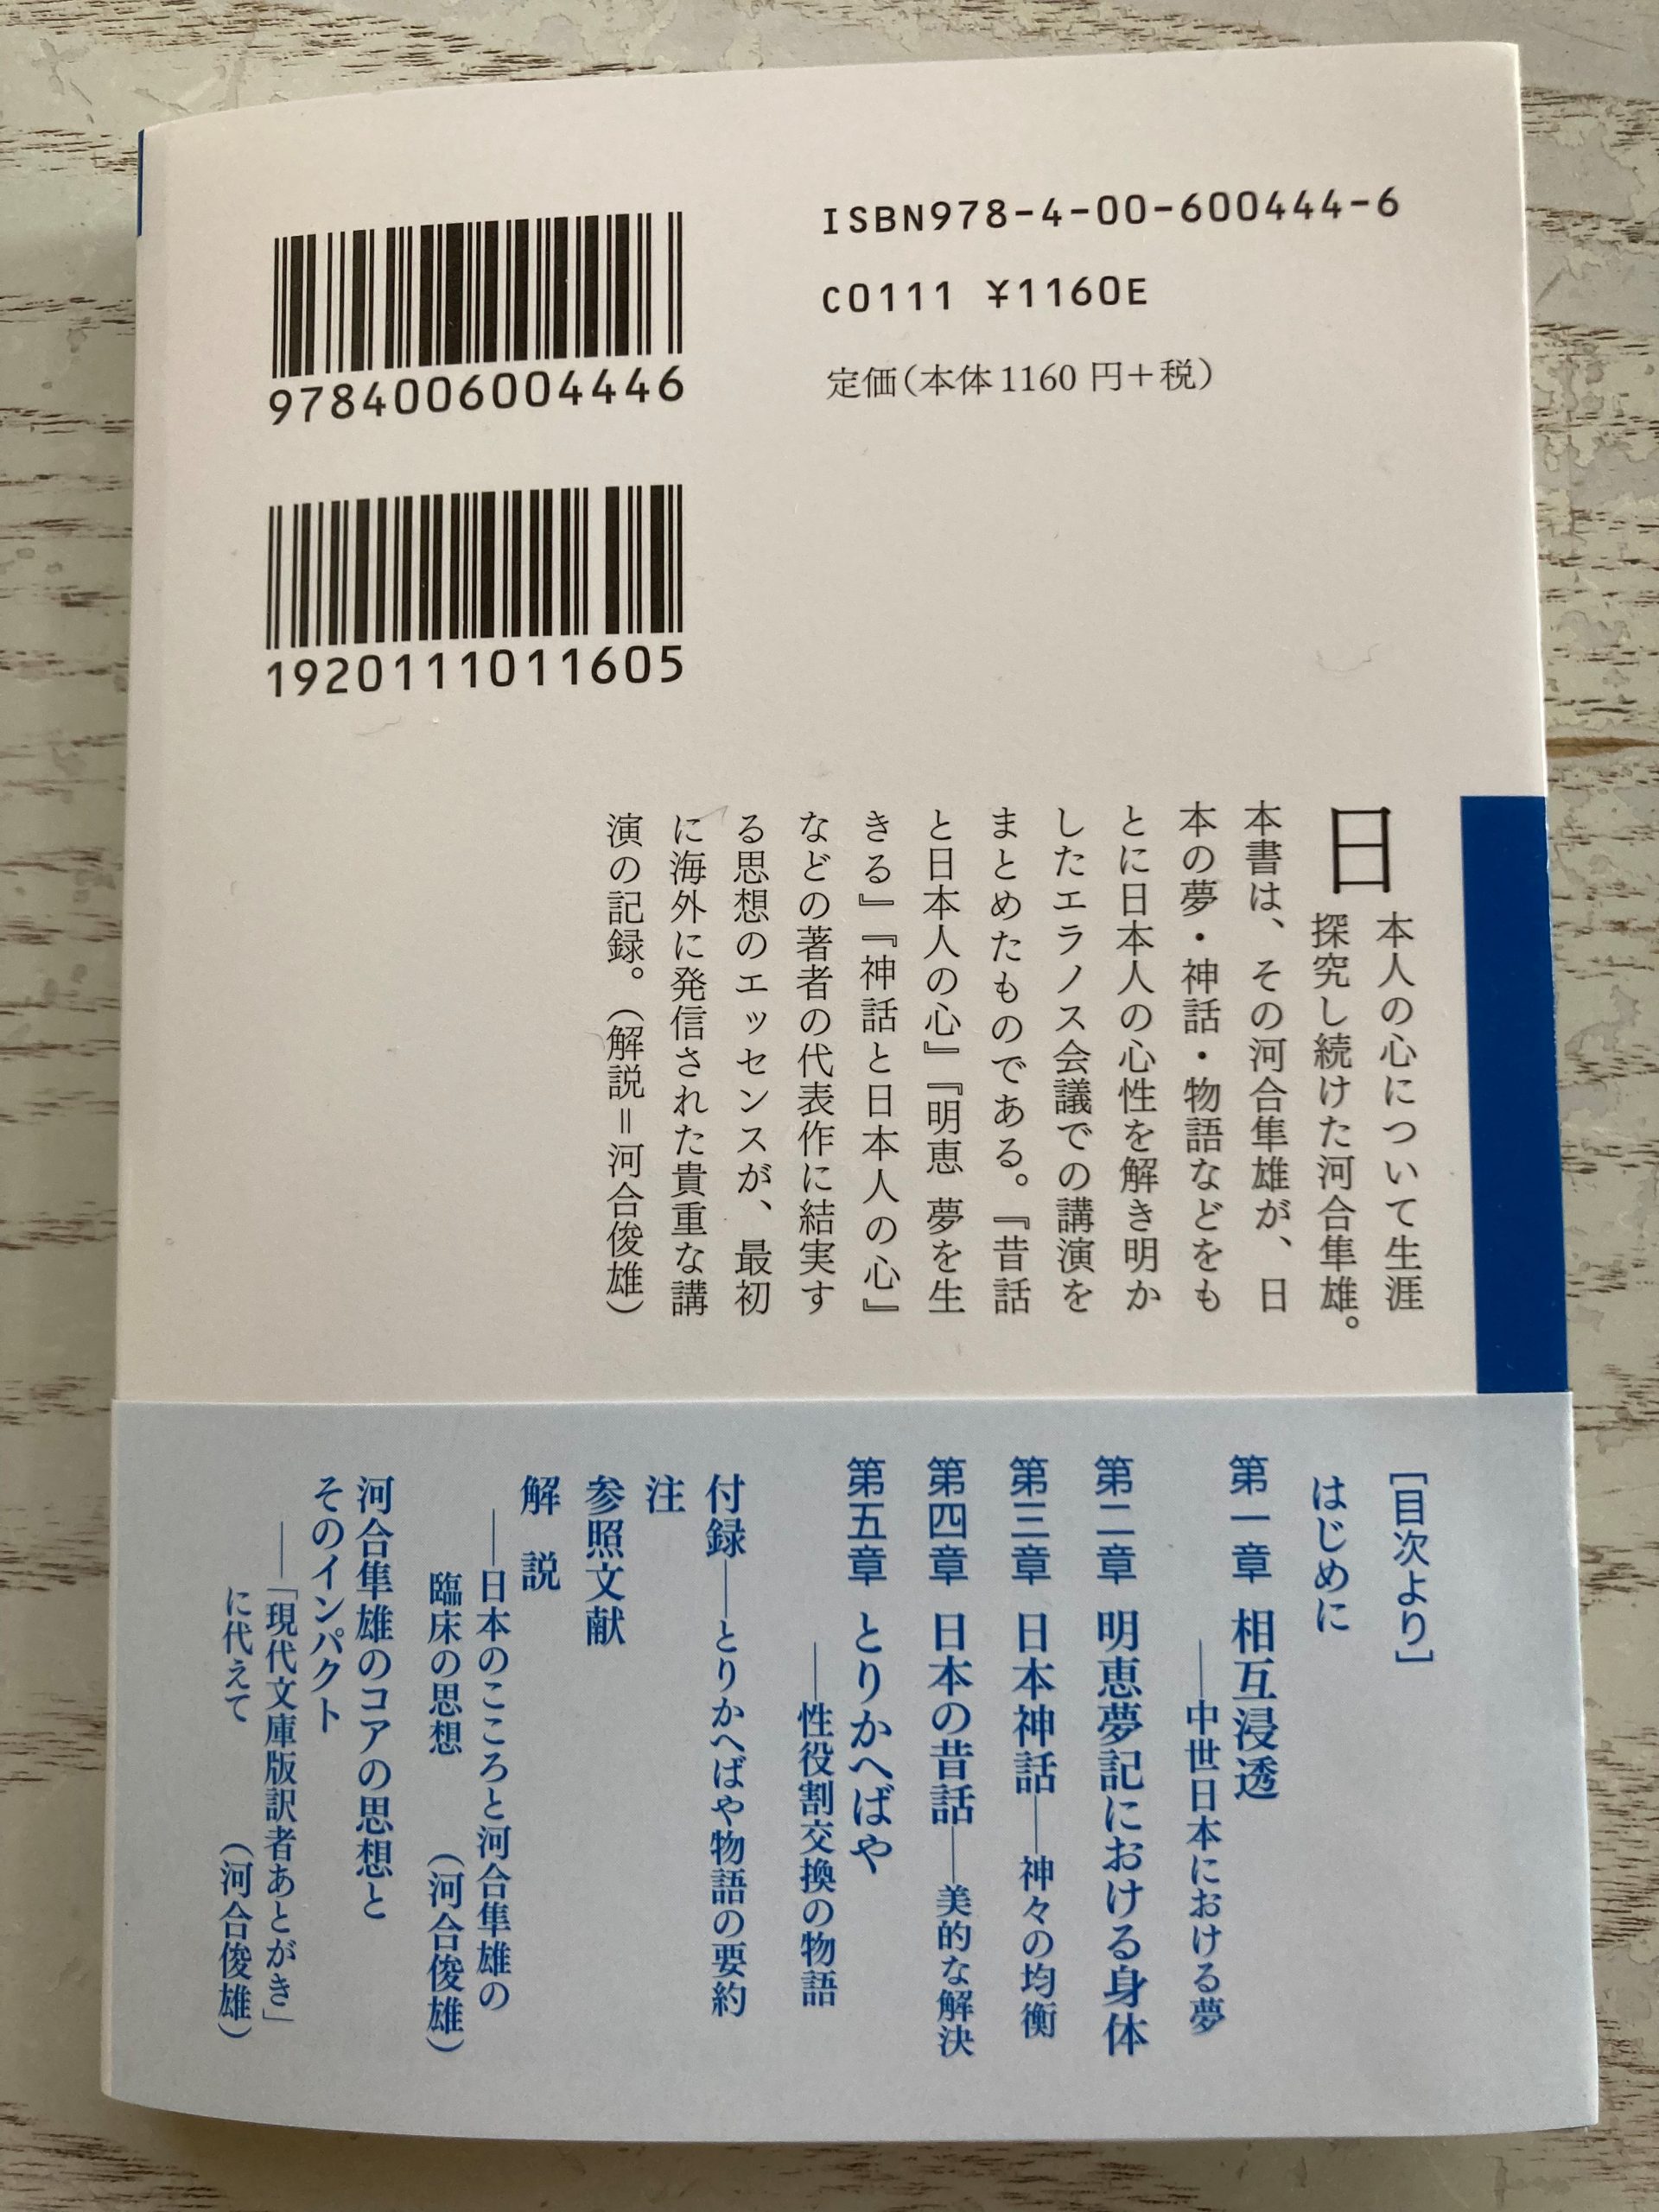 ISBN978-4-00-600444-6
C0111 ¥1160E
定価(本体1160円+税)
9784006004446
1920111011605
日本人の心について生涯
探究し続けた河合隼雄。
本書は、その河合隼雄が、日
本の夢・神話・物語などをも
とに日本人の心性を解き明か
したエラノス会議での講演を
まとめたものである。『昔話
と日本人の心』『明恵 夢を生
きる』『神話と日本人の心』
などの著者の代表作に結実す
る思想のエッセンスが、最初
に海外に発信された貴重な講
演の記録。(解説=河合俊雄)
[目次より]
はじめに
第一章 相互浸透
――中世日本における夢
第二章 明恵夢記における身体
第三章 日本神話――神々の均衡
第四章 日本の昔話――美的な解決
第五章 とりかへばや
――性役割交換の物語
付録――とりかへばや物語の要約
注
参照文献
解 説
――日本のこころと河合隼雄の
臨床の思想 (河合俊雄)
河合隼雄のコアの思想と
そのインパクト
――「現代文庫版訳者あとがき」
に代えて (河合俊雄)